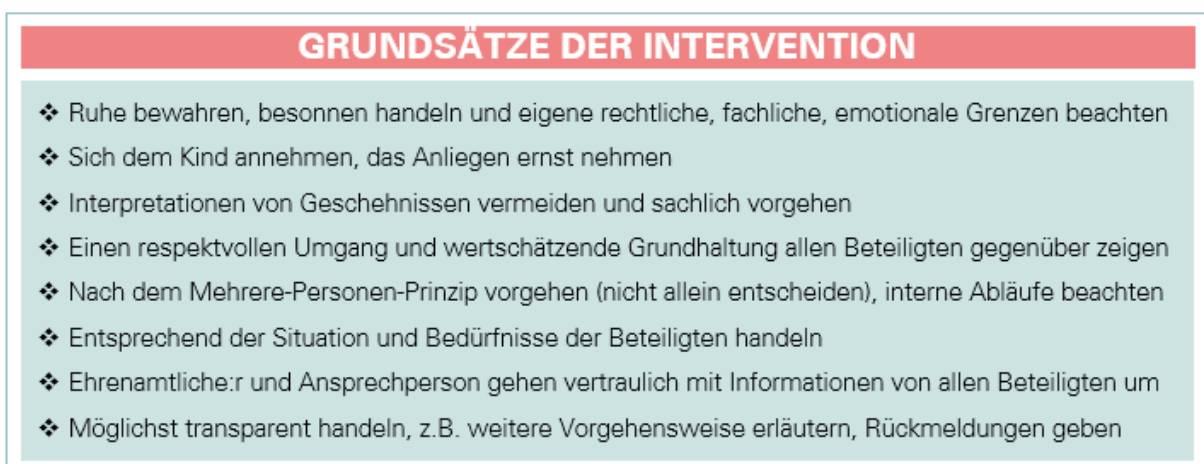 GRUNDSÄTZE DER INTERVENTION
❖ Ruhe bewahren, besonnen handeln und eigene rechtliche, fachliche, emotionale Grenzen beachten
❖ Sich dem Kind annehmen, das Anliegen ernst nehmen
❖ Interpretationen von Geschehnissen vermeiden und sachlich vorgehen
❖ Einen respektvollen Umgang und wertschätzende Grundhaltung allen Beteiligten gegenüber zeigen
❖ Nach dem Mehrere-Personen-Prinzip vorgehen (nicht allein entscheiden), interne Abläufe beachten
❖ Entsprechend der Situation und Bedürfnisse der Beteiligten handeln
❖ Ehrenamtliche:r und Ansprechperson gehen vertraulich mit Informationen von allen Beteiligten um
❖ Möglichst transparent handeln, z.B. weitere Vorgehensweise erläutern, Rückmeldungen geben